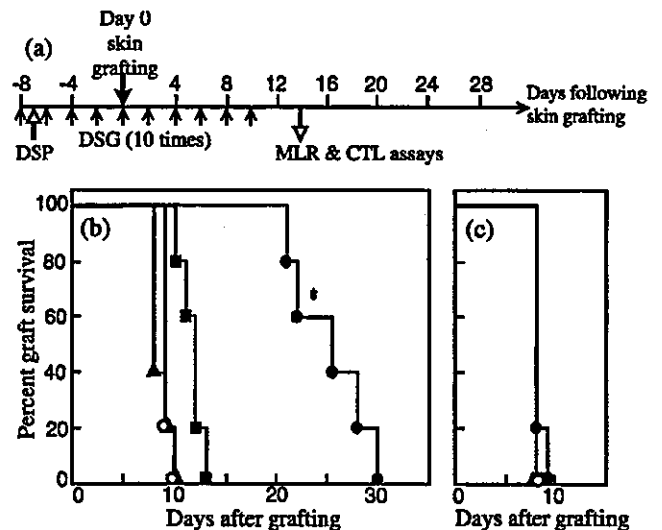 Day 0
skin
grafting
(a)
-8 -4 4 8 12 16 20 24 28
Days following
skin grafting
DSP
DSG (10 times)
MLR & CTL assays
(b)
(c)
Percent graft survival
100
80
60
40
20
0
0 10 20 30
Days after grafting
0 10
Days after grafting